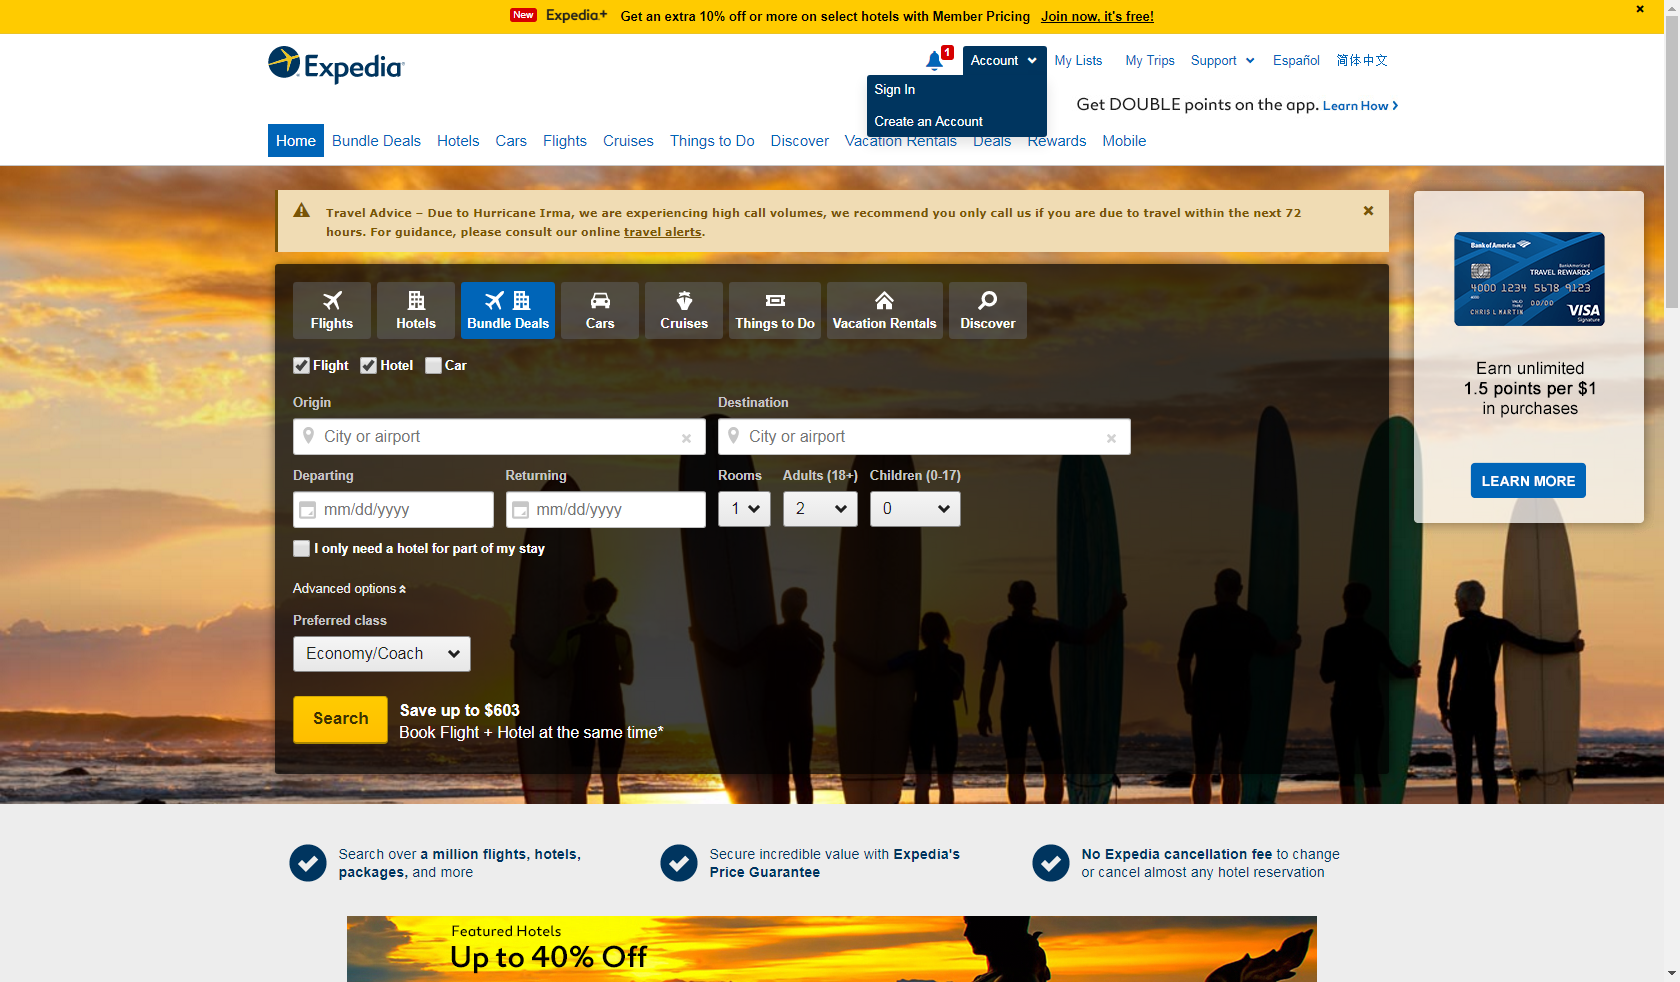 New Expedia+ Get an extra 10% off or more on select hotels with Member Pricing Join now, it's free!
Expedia
1 Account My Lists My Trips Support Español 简体中文
Sign In
Create an Account
Get DOUBLE points on the app. Learn How
Home Bundle Deals Hotels Cars Flights Cruises Things to Do Discover Vacation Rentals Deals Rewards Mobile
Travel Advice – Due to Hurricane Irma, we are experiencing high call volumes, we recommend you only call us if you are due to travel within the next 72
hours. For guidance, please consult our online travel alerts.
Flights Hotels Bundle Deals Cars Cruises Things to Do Vacation Rentals Discover
Flight Hotel Car
Origin Destination
City or airport City or airport
Departing Returning Rooms Adults (18+) Children (0-17)
mm/dd/yyyy mm/dd/yyyy 1 2 0
I only need a hotel for part of my stay
Advanced options
Preferred class
Economy/Coach
Search
Save up to $603
Book Flight + Hotel at the same time*
Bank of America
BankAmericard
TRAVEL REWARDS
4000 1234 5678 9123
4000 VALID THRU 00/00
CHRIS L MARTIN VISA
Signature
Earn unlimited
1.5 points per $1
in purchases
LEARN MORE
Search over a million flights, hotels,
packages, and more
Secure incredible value with Expedia's
Price Guarantee
No Expedia cancellation fee to change
or cancel almost any hotel reservation
Featured Hotels
Up to 40% Off